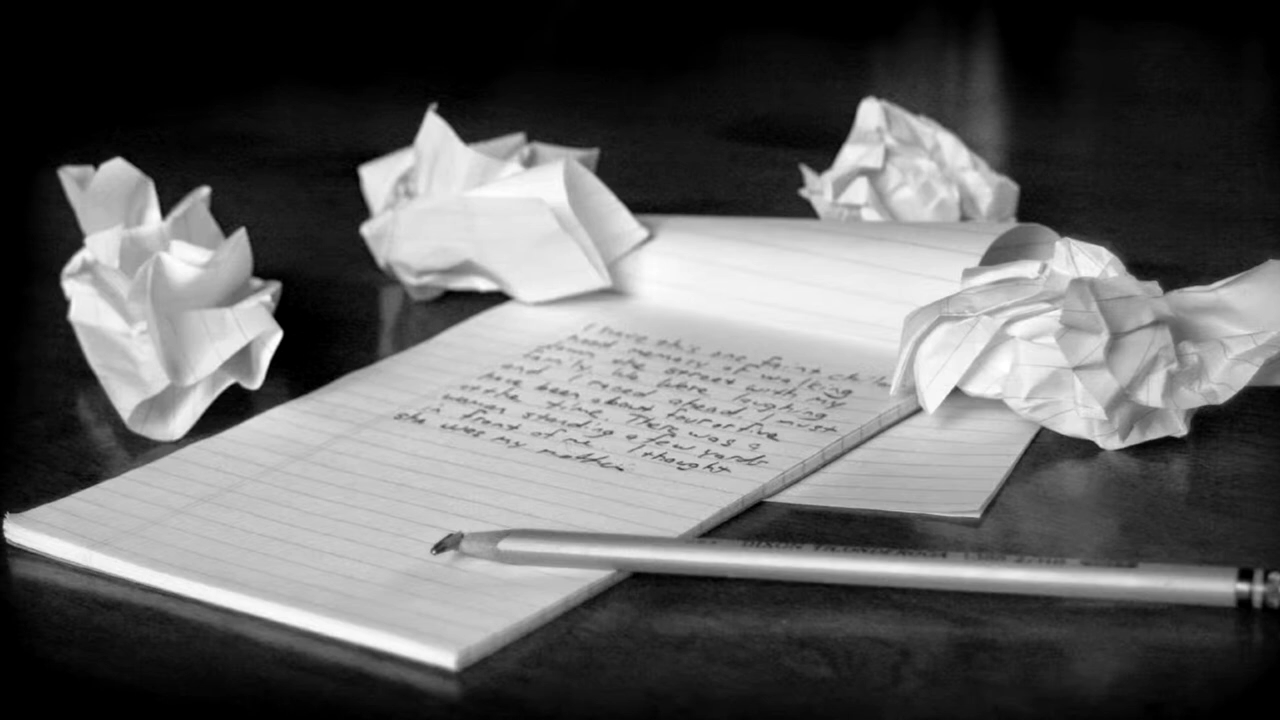 I have this one faint child
hood memory of walking
down the street with my
family. We were laughing
and I raced ahead. I must
have been about four or five
at the time. There was a
woman standing a few yards
in front of me. I thought
she was my mother.